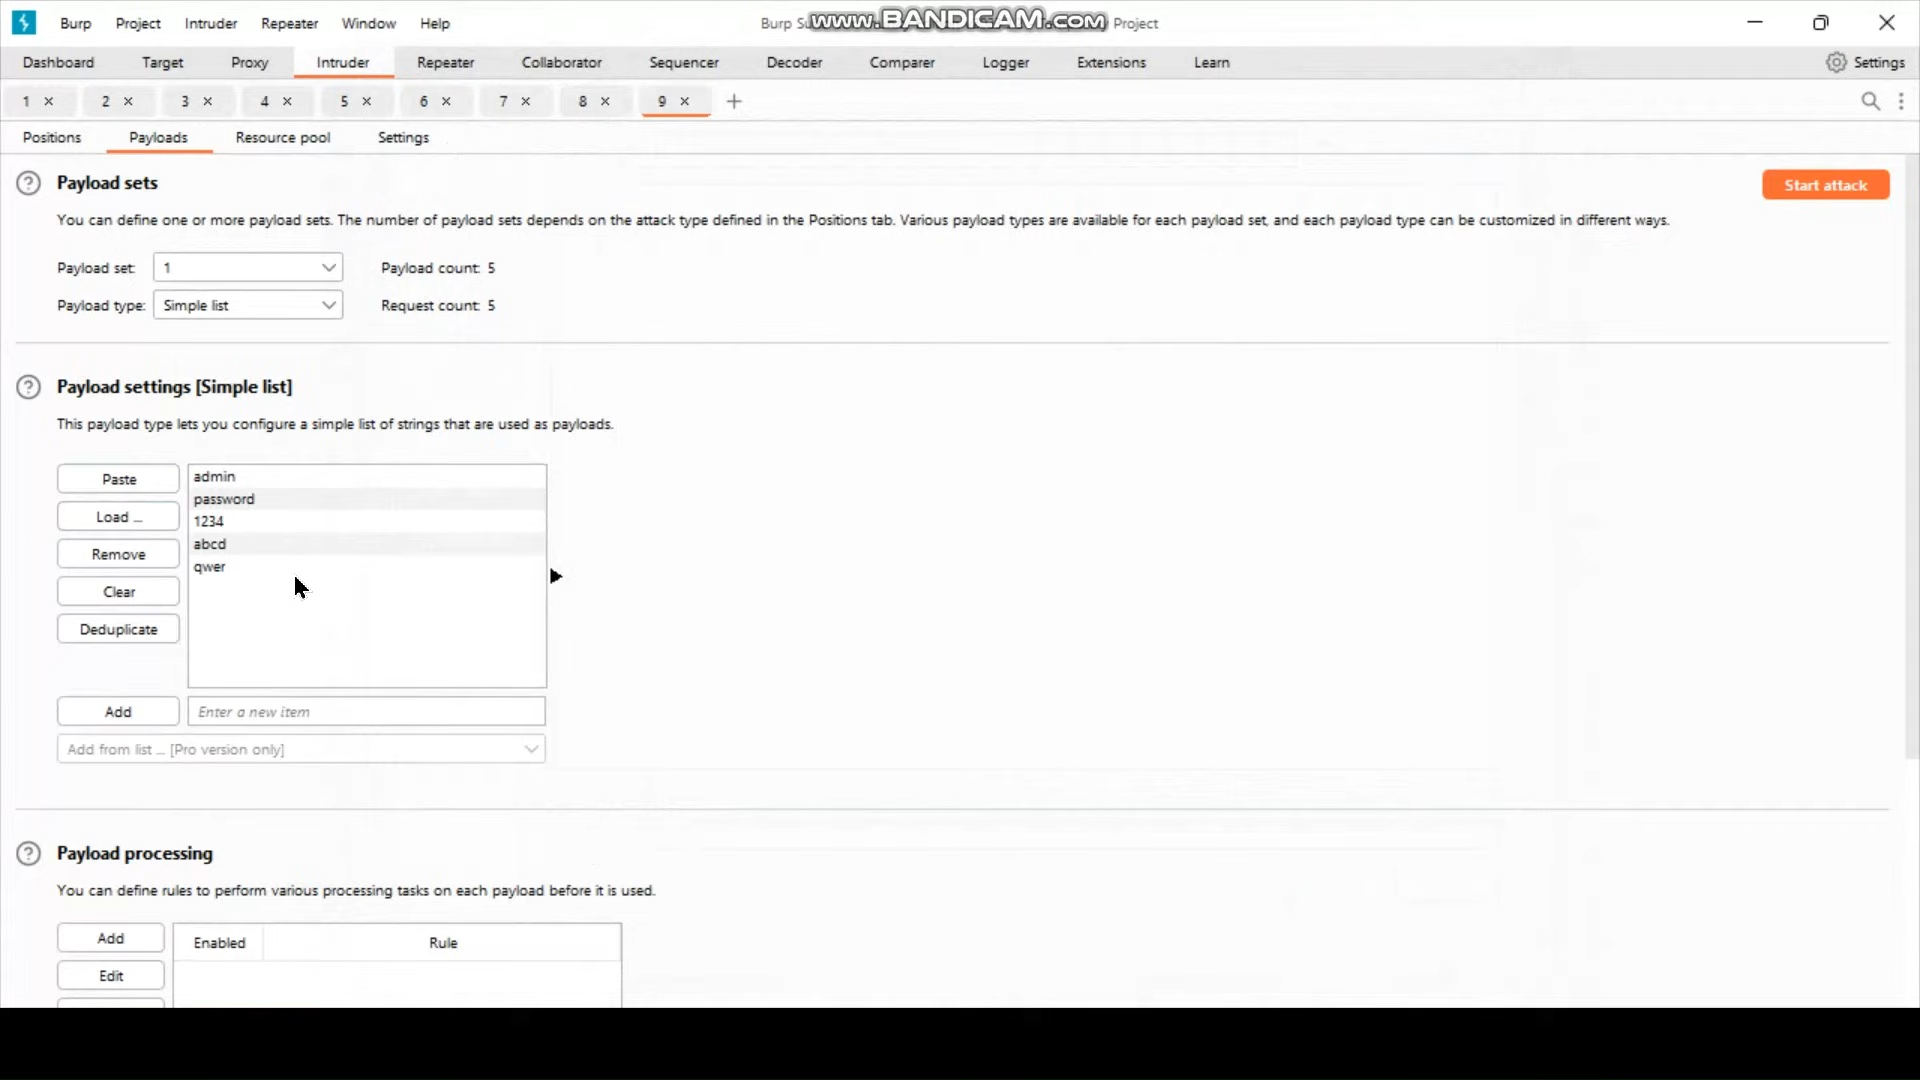 Burp Project Intruder Repeater Window Help Burp Su Project
www.BANDICAM.com
Dashboard Target Proxy Intruder Repeater Collaborator Sequencer Decoder Comparer Logger Extensions Learn Settings
1 × 2 × 3 × 4 × 5 × 6 × 7 × 8 × 9 × +
Positions Payloads Resource pool Settings
? Payload sets Start attack
You can define one or more payload sets. The number of payload sets depends on the attack type defined in the Positions tab. Various payload types are available for each payload set, and each payload type can be customized in different ways.
Payload set: 1 Payload count: 5
Payload type: Simple list Request count: 5
? Payload settings [Simple list]
This payload type lets you configure a simple list of strings that are used as payloads.
Paste admin
password
Load ... 1234
Remove abcd
qwer
Clear
Deduplicate
Add Enter a new item
Add from list ... [Pro version only]
? Payload processing
You can define rules to perform various processing tasks on each payload before it is used.
Add Enabled Rule
Edit